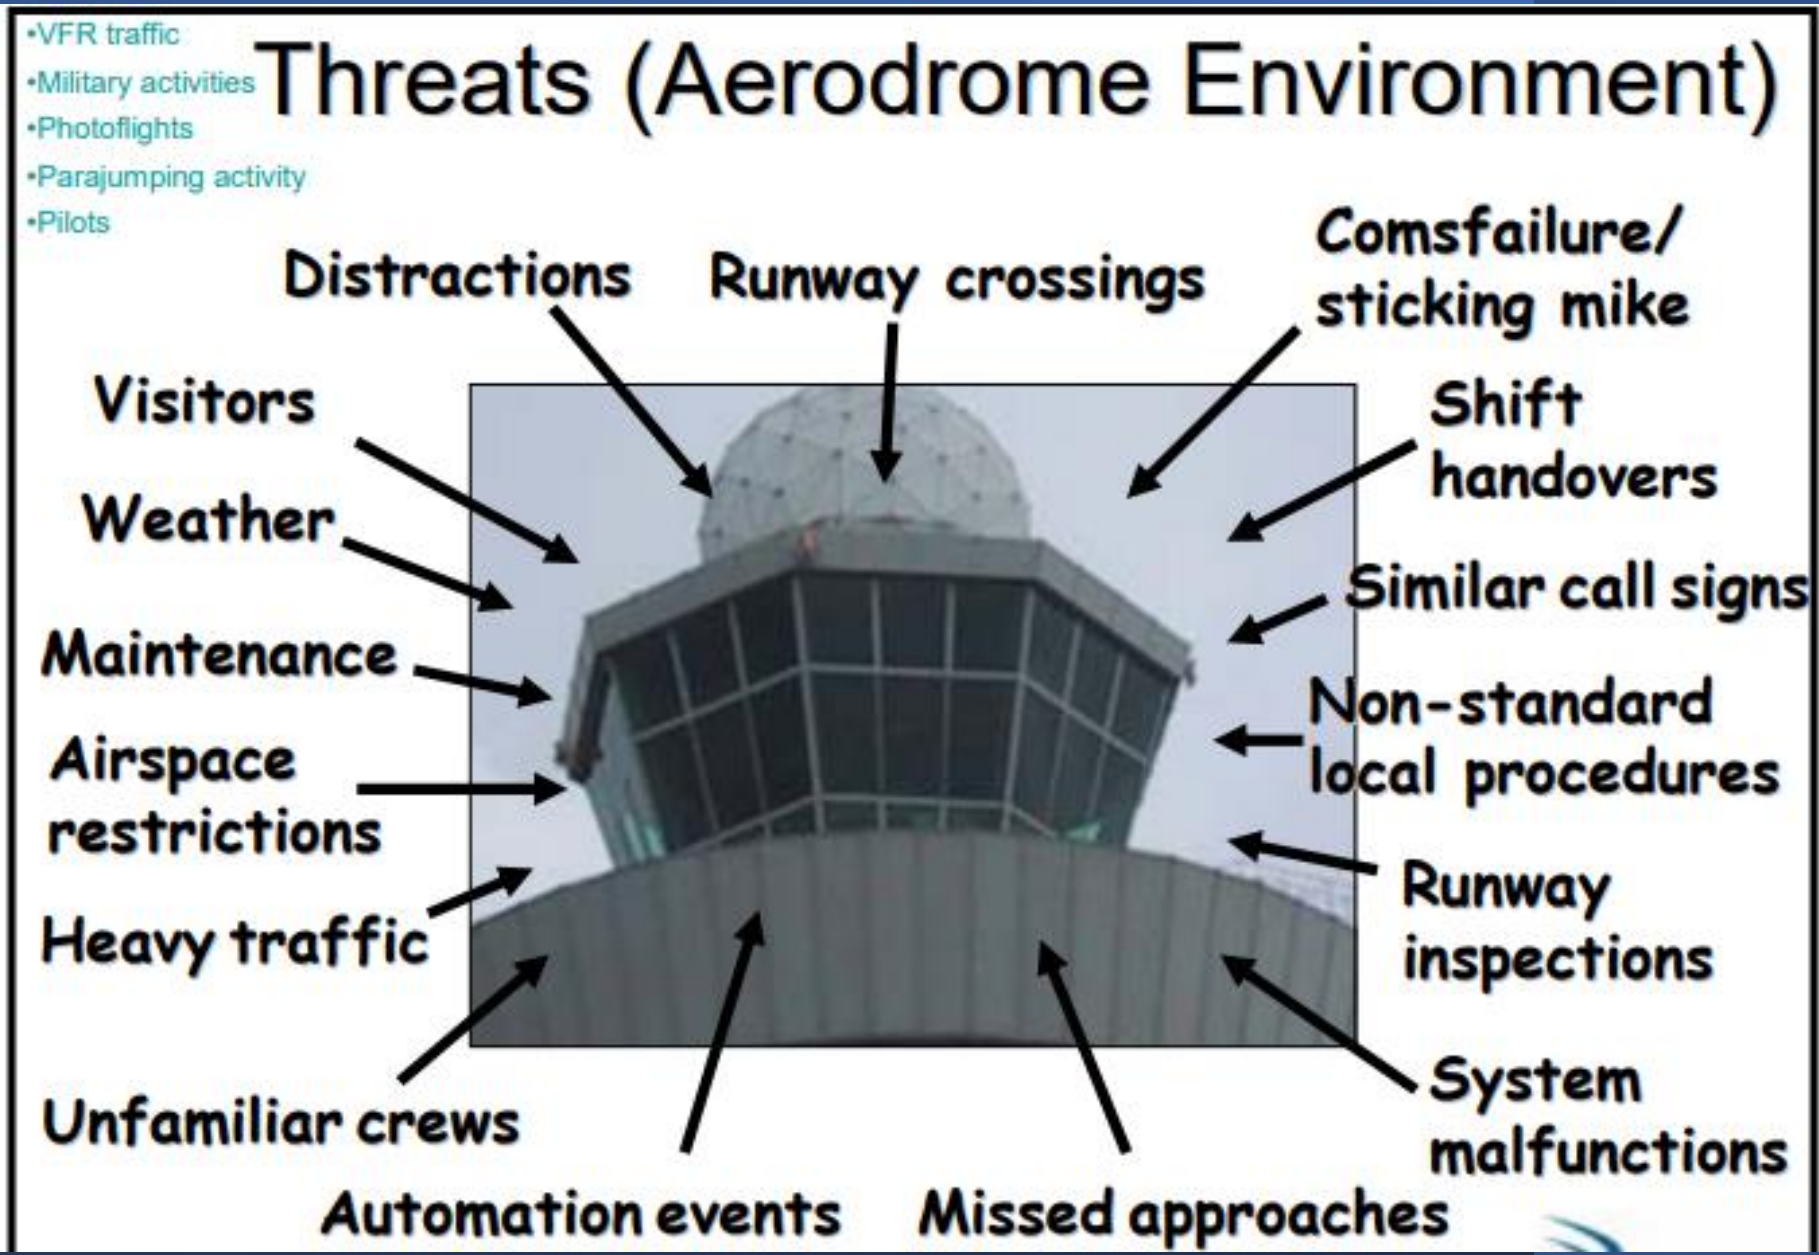 •VFR traffic
•Military activities
•Photoflights
•Parajumping activity
•Pilots
Threats (Aerodrome Environment)
Distractions
Runway crossings
Comsfailure/
sticking mike
Visitors
Shift
handovers
Weather
Similar call signs
Maintenance
Non-standard
local procedures
Airspace
restrictions
Runway
inspections
Heavy traffic
System
malfunctions
Unfamiliar crews
Automation events
Missed approaches